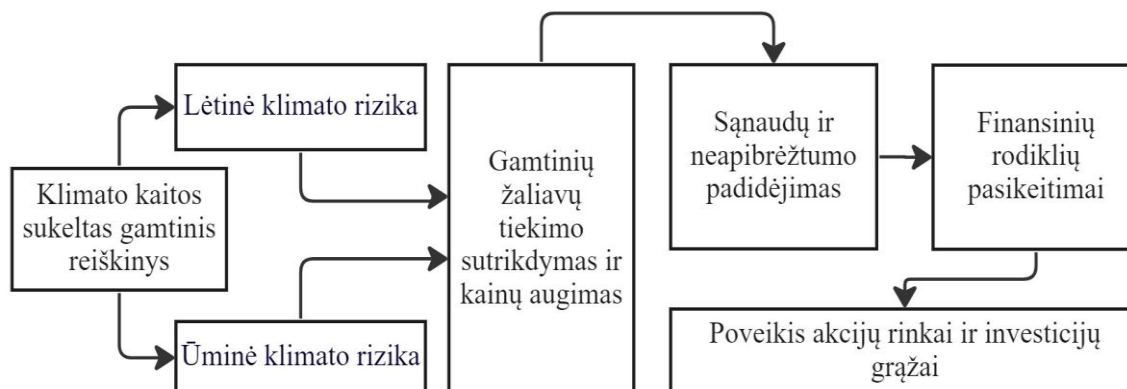 Klimato kaitos
sukeltas gamtinis
reiškinys
Lėtinė klimato rizika
Ūminė klimato rizika
Gamtinių
žaliavų
tiekimo
sutrikdymas ir
kainų augimas
Sąnaudų ir
neapibrėžtumo
padidėjimas
Finansinių
rodiklių
pasikeitimai
Poveikis akcijų rinkai ir investicijų
grąžai